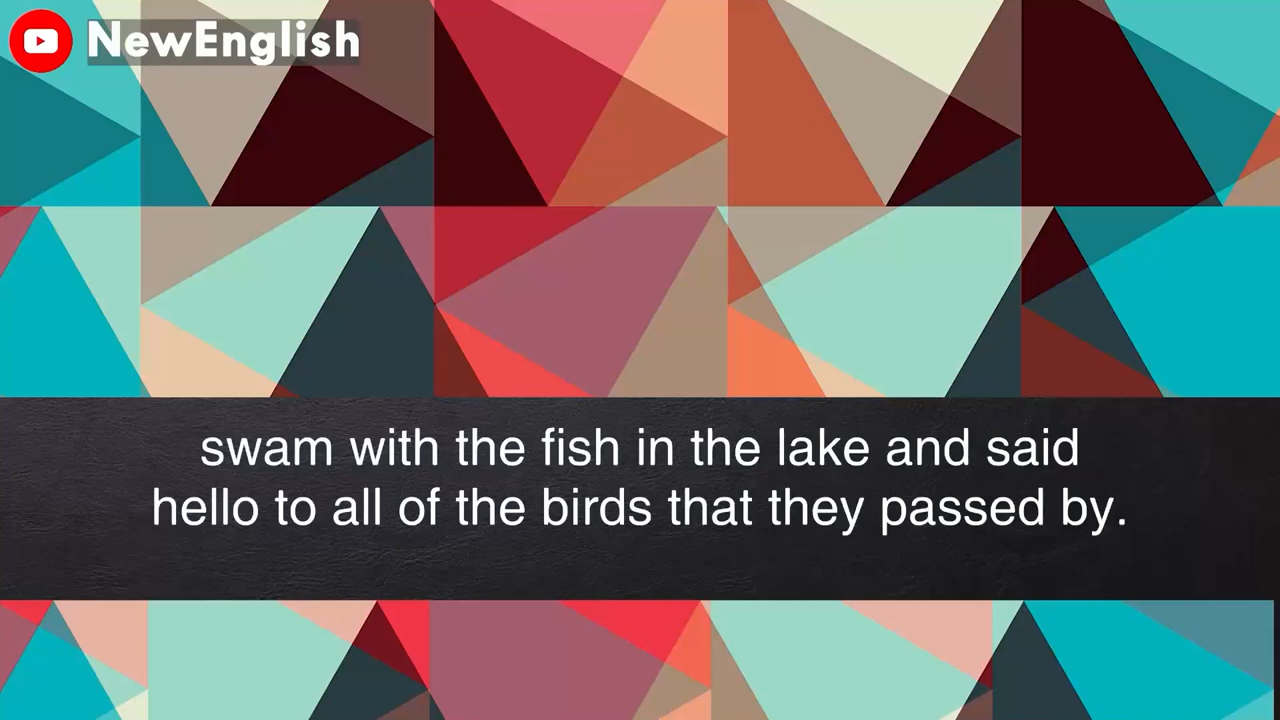 NewEnglish
swam with the fish in the lake and said
hello to all of the birds that they passed by.